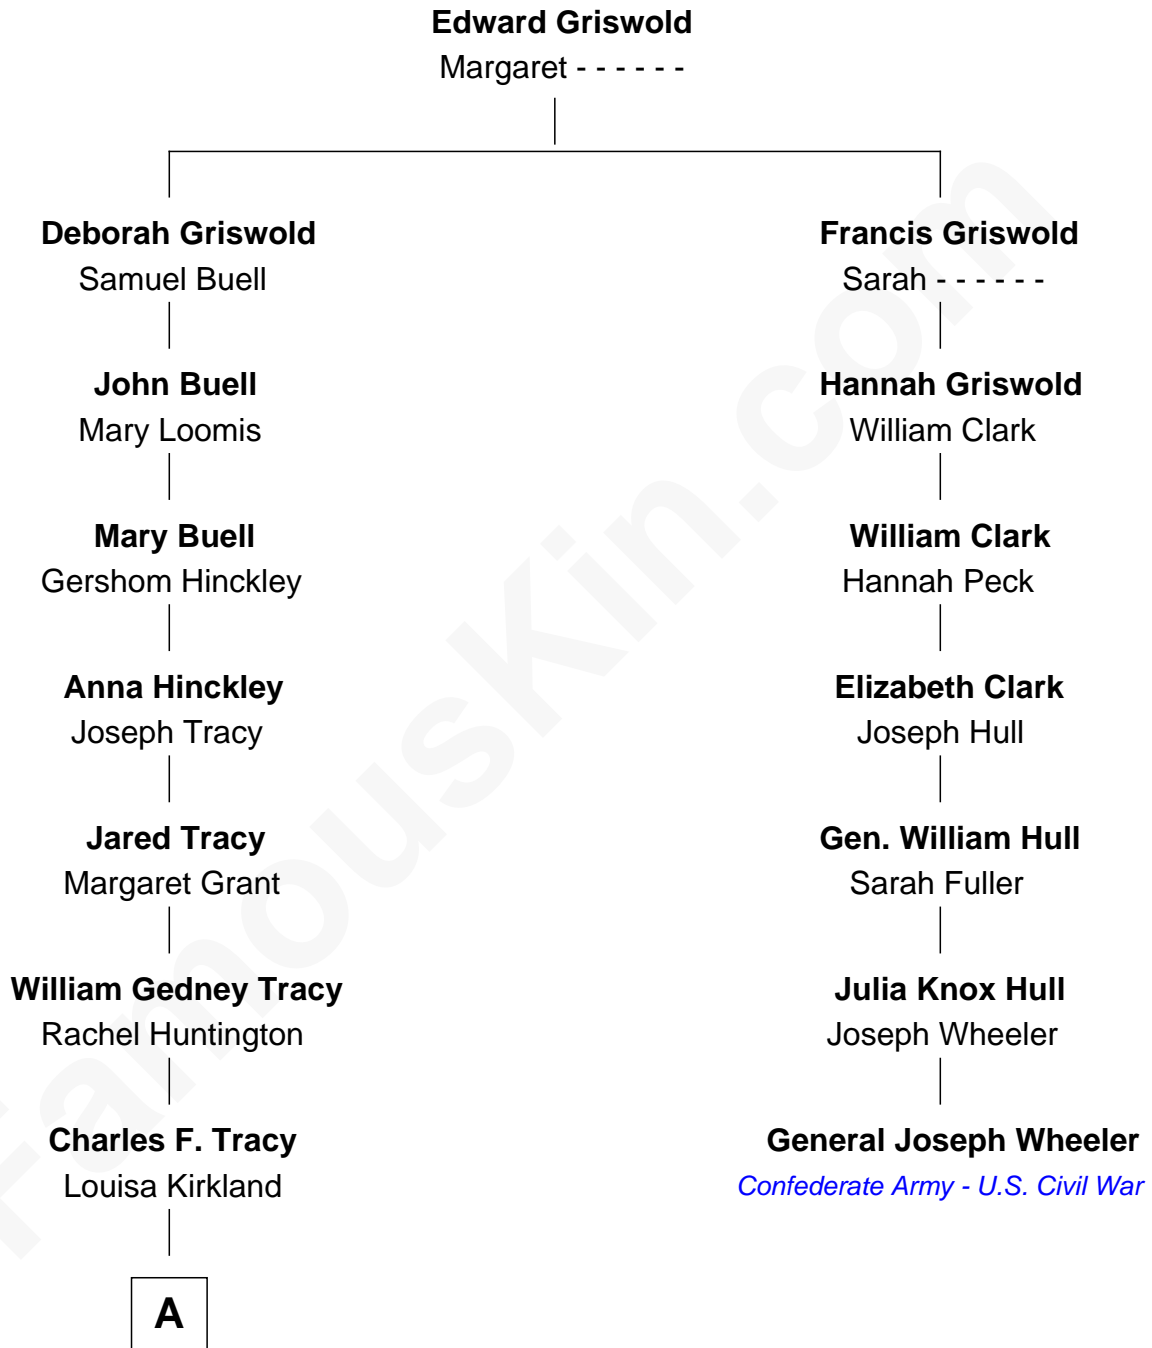 Edward Griswold
Margaret - - - - - -
Deborah Griswold
Samuel Buell
John Buell
Mary Loomis
Mary Buell
Gershom Hinckley
Anna Hinckley
Joseph Tracy
Jared Tracy
Margaret Grant
William Gedney Tracy
Rachel Huntington
Charles F. Tracy
Louisa Kirkland
A
Francis Griswold
Sarah - - - - - -
Hannah Griswold
William Clark
William Clark
Hannah Peck
Elizabeth Clark
Joseph Hull
Gen. William Hull
Sarah Fuller
Julia Knox Hull
Joseph Wheeler
General Joseph Wheeler
Confederate Army - U.S. Civil War
FamousKin.com